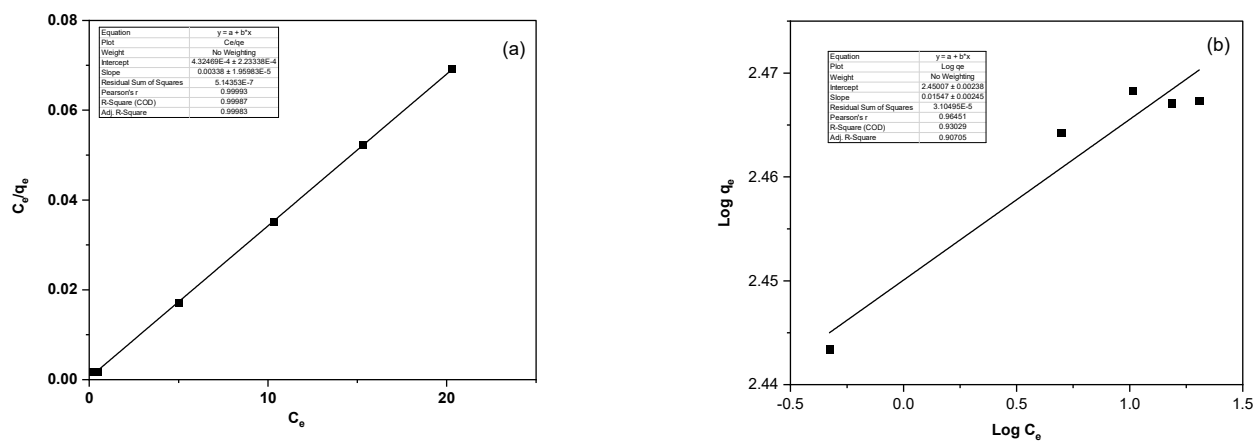 (a)
Equation y = a + b*x
Plot Ce/qe
Weight No Weighting
Intercept 4.32469E-4 ± 2.23338E-4
Slope 0.00338 ± 1.95983E-5
Residual Sum of Squares 5.14353E-7
Pearson's r 0.99993
R-Square (COD) 0.99987
Adj. R-Square 0.99983
0.08
0.06
0.04
0.02
0.00
Cₑ/qₑ
0 10 20
Cₑ
(b)
Equation y = a + b*x
Plot Log qe
Weight No Weighting
Intercept 2.45007 ± 0.00238
Slope 0.01547 ± 0.00245
Residual Sum of Squares 3.10495E-5
Pearson's r 0.96451
R-Square (COD) 0.93029
Adj. R-Square 0.90705
2.47
2.46
2.45
2.44
Log qₑ
-0.5 0.0 0.5 1.0 1.5
Log Cₑ